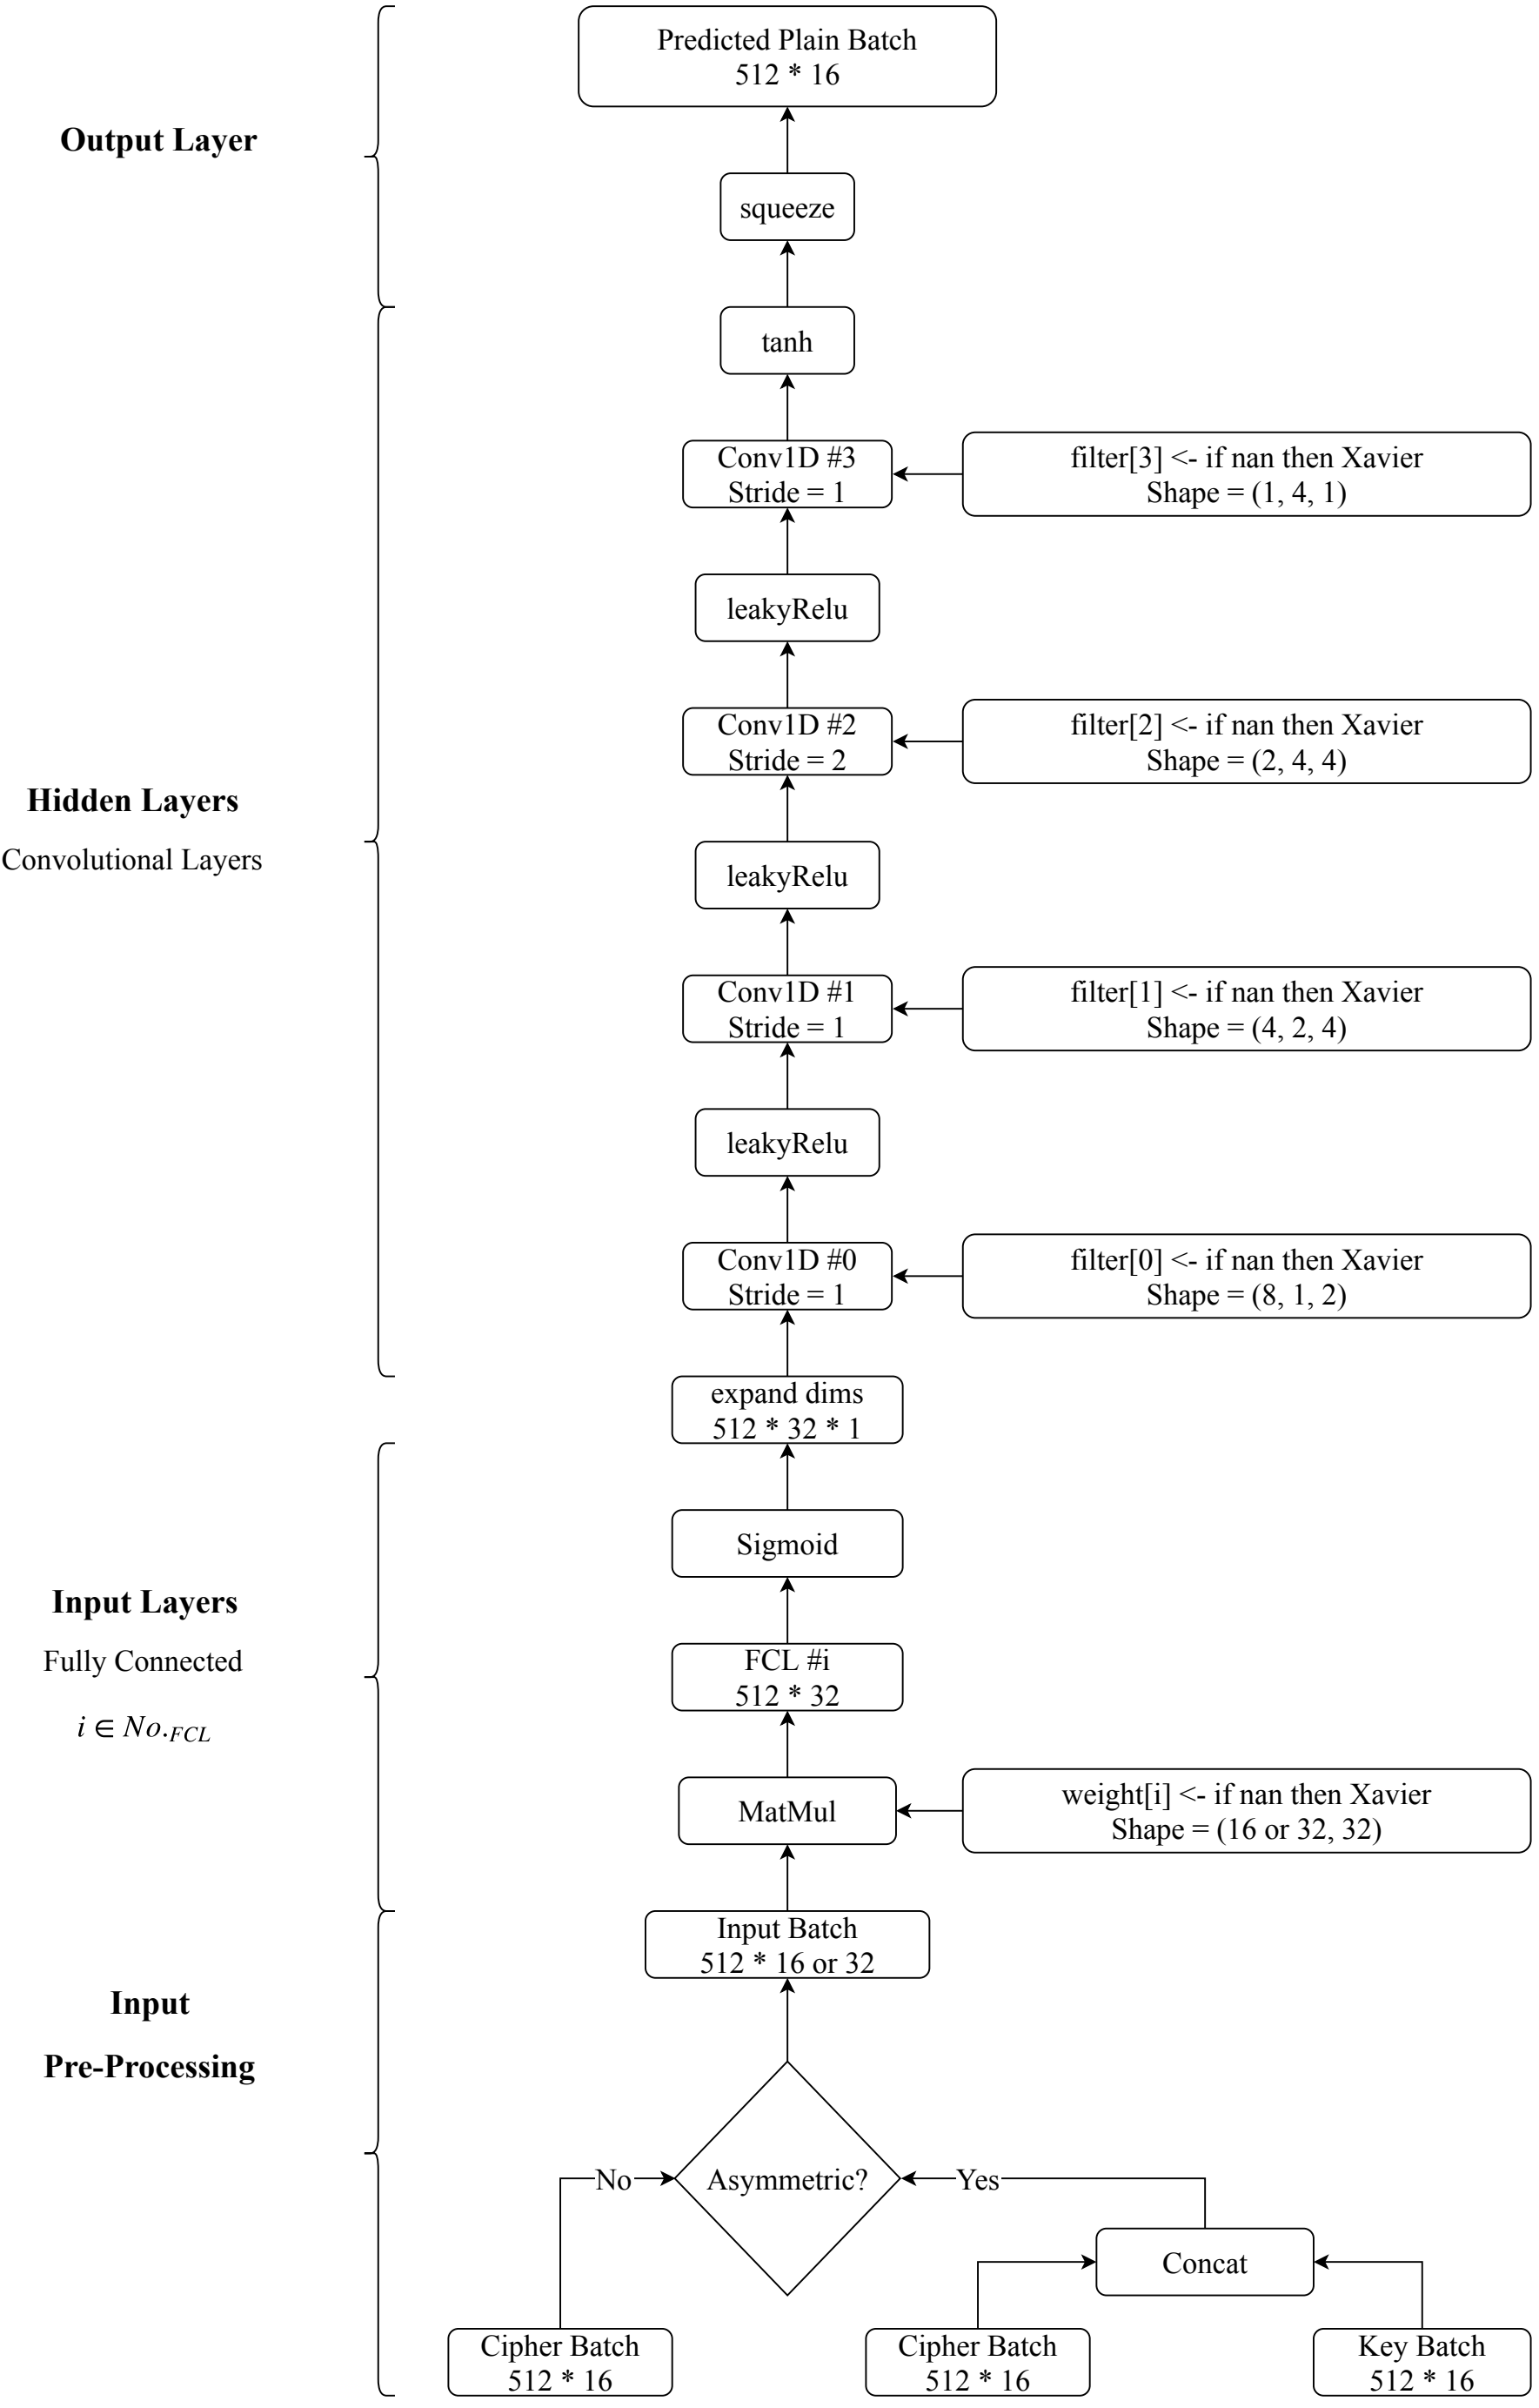 Predicted Plain Batch
512 * 16
Output Layer
squeeze
tanh
Conv1D #3
Stride = 1
filter[3] <- if nan then Xavier
Shape = (1, 4, 1)
leakyRelu
Conv1D #2
Stride = 2
filter[2] <- if nan then Xavier
Shape = (2, 4, 4)
Hidden Layers
Convolutional Layers
leakyRelu
Conv1D #1
Stride = 1
filter[1] <- if nan then Xavier
Shape = (4, 2, 4)
leakyRelu
Conv1D #0
Stride = 1
filter[0] <- if nan then Xavier
Shape = (8, 1, 2)
expand dims
512 * 32 * 1
Sigmoid
Input Layers
Fully Connected
i ∈ No.FCL
FCL #i
512 * 32
MatMul
weight[i] <- if nan then Xavier
Shape = (16 or 32, 32)
Input Batch
512 * 16 or 32
Input
Pre-Processing
No
Asymmetric?
Yes
Concat
Cipher Batch
512 * 16
Cipher Batch
512 * 16
Key Batch
512 * 16